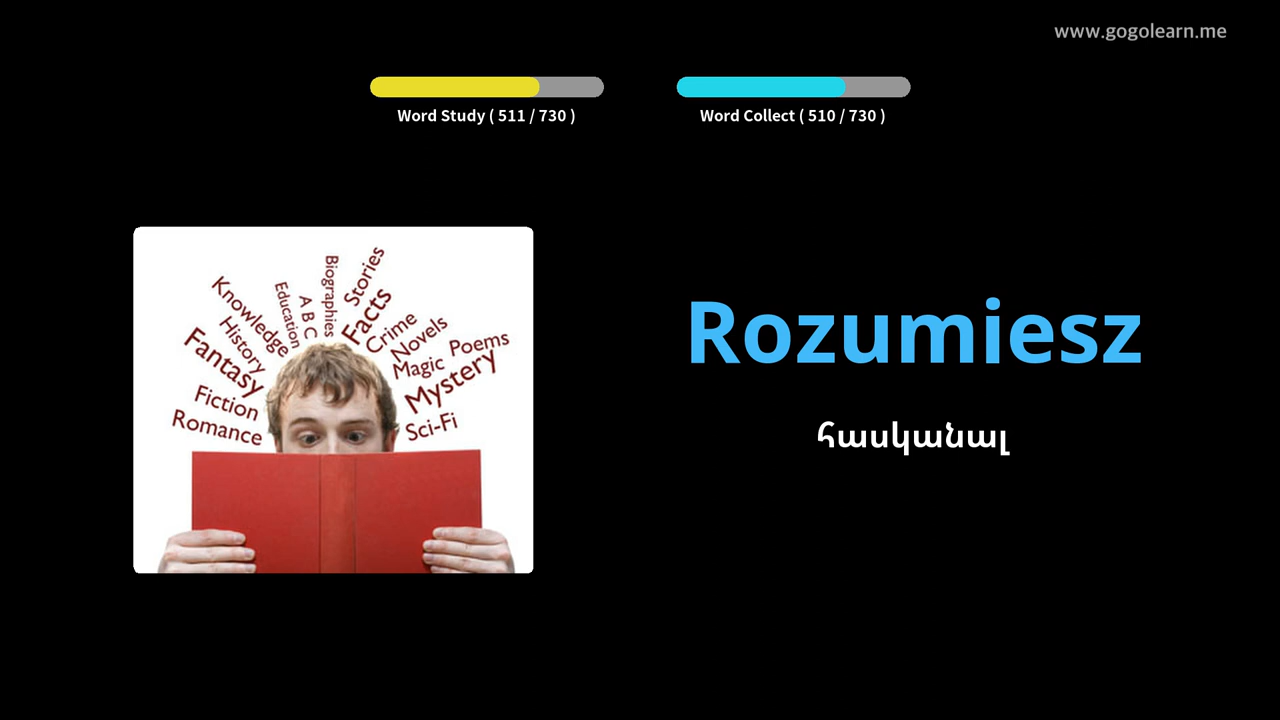 www.gogolearn.me
Word Study ( 511 / 730 )
Word Collect ( 510 / 730 )
Biographies
Stories
Education
A B C
Facts
Knowledge
Crime
History
Novels
Fantasy
Magic
Poems
Mystery
Fiction
Romance
Sci-Fi
Rozumiesz
հասկանալ